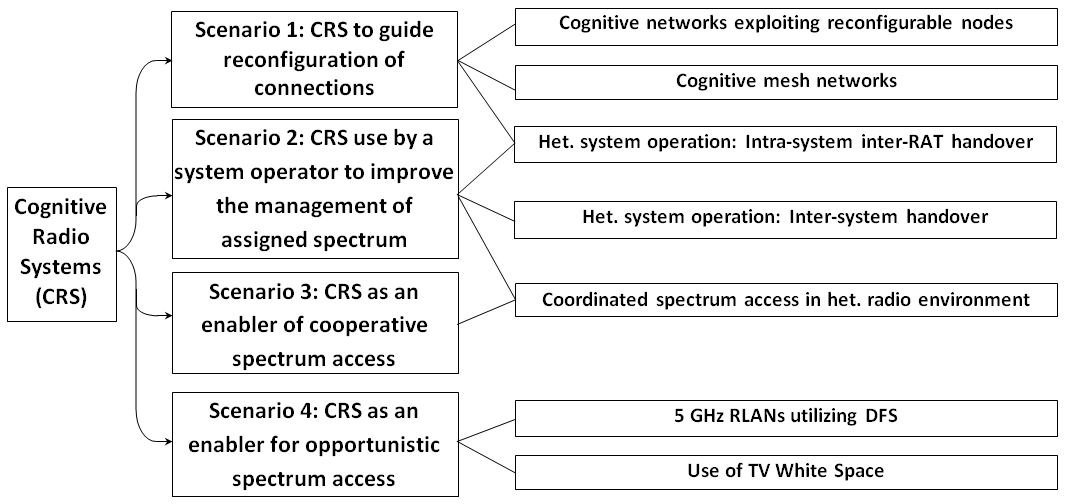 Cognitive
Radio
Systems
(CRS)
Scenario 1: CRS to guide
reconfiguration of
connections
Scenario 2: CRS use by a
system operator to improve
the management of
assigned spectrum
Scenario 3: CRS as an
enabler of cooperative
spectrum access
Scenario 4: CRS as an
enabler for opportunistic
spectrum access
Cognitive networks exploiting reconfigurable nodes
Cognitive mesh networks
Het. system operation: Intra-system inter-RAT handover
Het. system operation: Inter-system handover
Coordinated spectrum access in het. radio environment
5 GHz RLANs utilizing DFS
Use of TV White Space